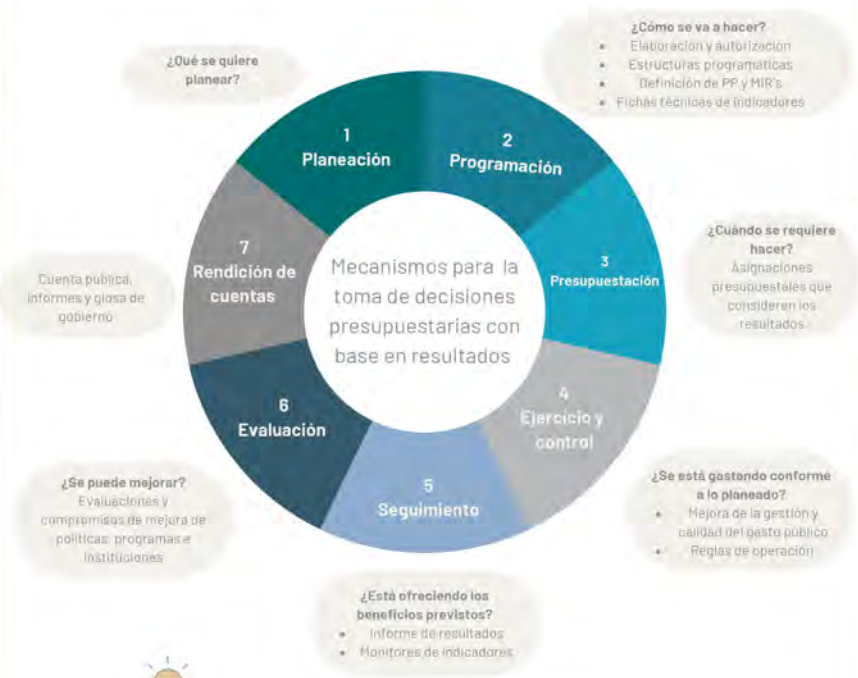 ¿Qué se quiere
planear?
¿Cómo se va a hacer?
• Elaboración y autorización
• Estructuras programáticas
• Definición de PP y MIR's
• Fichas técnicas de indicadores
1
Planeación
2
Programación
3
Presupuestación
¿Cuándo se requiere
hacer?
Asignaciones
presupuestales que
consideren los
resultados
4
Ejercicio y
control
¿Se está gastando conforme
a lo planeado?
• Mejora de la gestión y
calidad del gasto público
• Reglas de operación
5
Seguimiento
¿Está ofreciendo los
beneficios previstos?
• Informe de resultados
• Monitores de indicadores
6
Evaluación
¿Se puede mejorar?
Evaluaciones y
compromisos de mejora de
políticas, programas e
instituciones
7
Rendición de
cuentas
Cuenta pública,
informes y glosa de
gobierno
Mecanismos para la
toma de decisiones
presupuestarias con
base en resultados